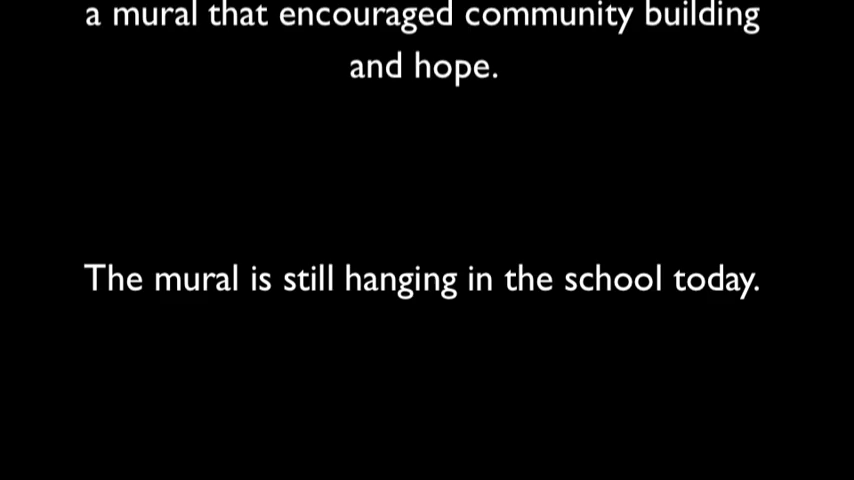 a mural that encouraged community building
and hope.
The mural is still hanging in the school today.